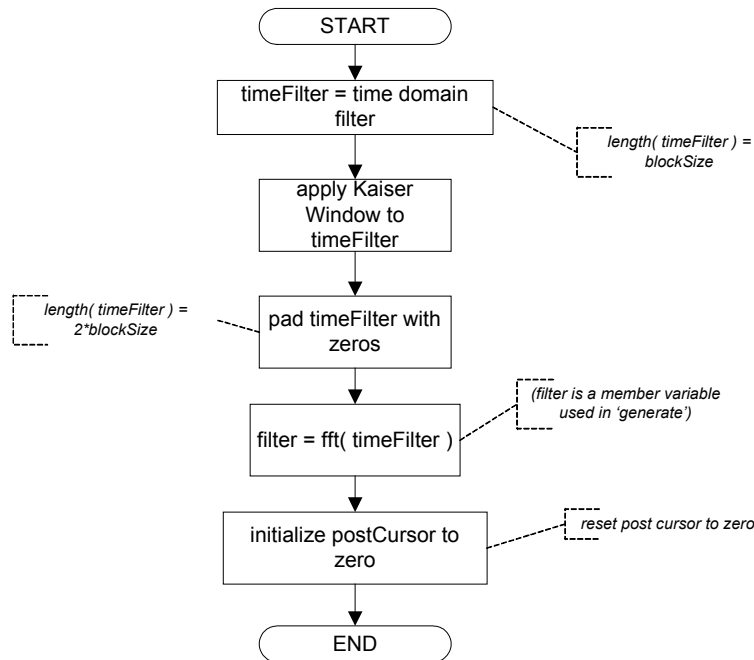 START
timeFilter = time domain
filter
length( timeFilter ) =
blockSize
apply Kaiser
Window to
timeFilter
length( timeFilter ) =
2*blockSize
pad timeFilter with
zeros
(filter is a member variable
used in ‘generate’)
filter = fft( timeFilter )
initialize postCursor to
zero
reset post cursor to zero
END